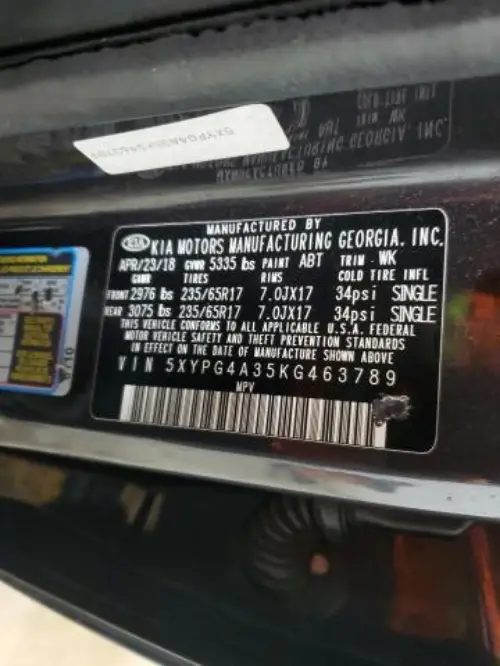 MANUFACTURED BY
KIA KIA MOTORS MANUFACTURING GEORGIA. INC.
APR/23/18 GVWR 5335 lbs PAINT ABT TRIM - WK
GAWR TIRES RIMS COLD TIRE INFL
FRONT 2976 lbs 235/65R17 7.0JX17 34psi SINGLE
REAR 3075 lbs 235/65R17 7.0JX17 34psi SINGLE
THIS VEHICLE CONFORMS TO ALL APPLICABLE U.S.A. FEDERAL
MOTOR VEHICLE SAFETY AND THEFT PREVENTION STANDARDS
IN EFFECT ON THE DATE OF MANUFACTURE SHOWN ABOVE
VIN 5XYPG4A35KG463789
MPV